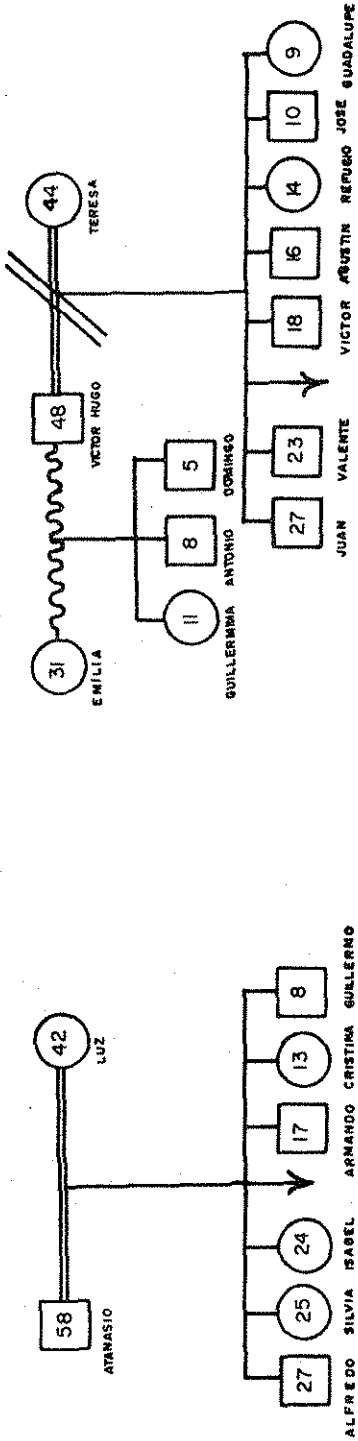 58 42
ATANASIO LUZ
27 25 24 17 13 8
ALFREDO SILVIA ISABEL ARMANDO CRISTINA GUILLERMO
31 48 44
EMILIA VICTOR HUGO TERESA
11 8 5
GUILLERMINA ANTONIO DOMINGO
27 23 18 16 14 10 9
JUAN VALENTE VICTOR AGUSTIN REFUGIO JOSE GUADALUPE